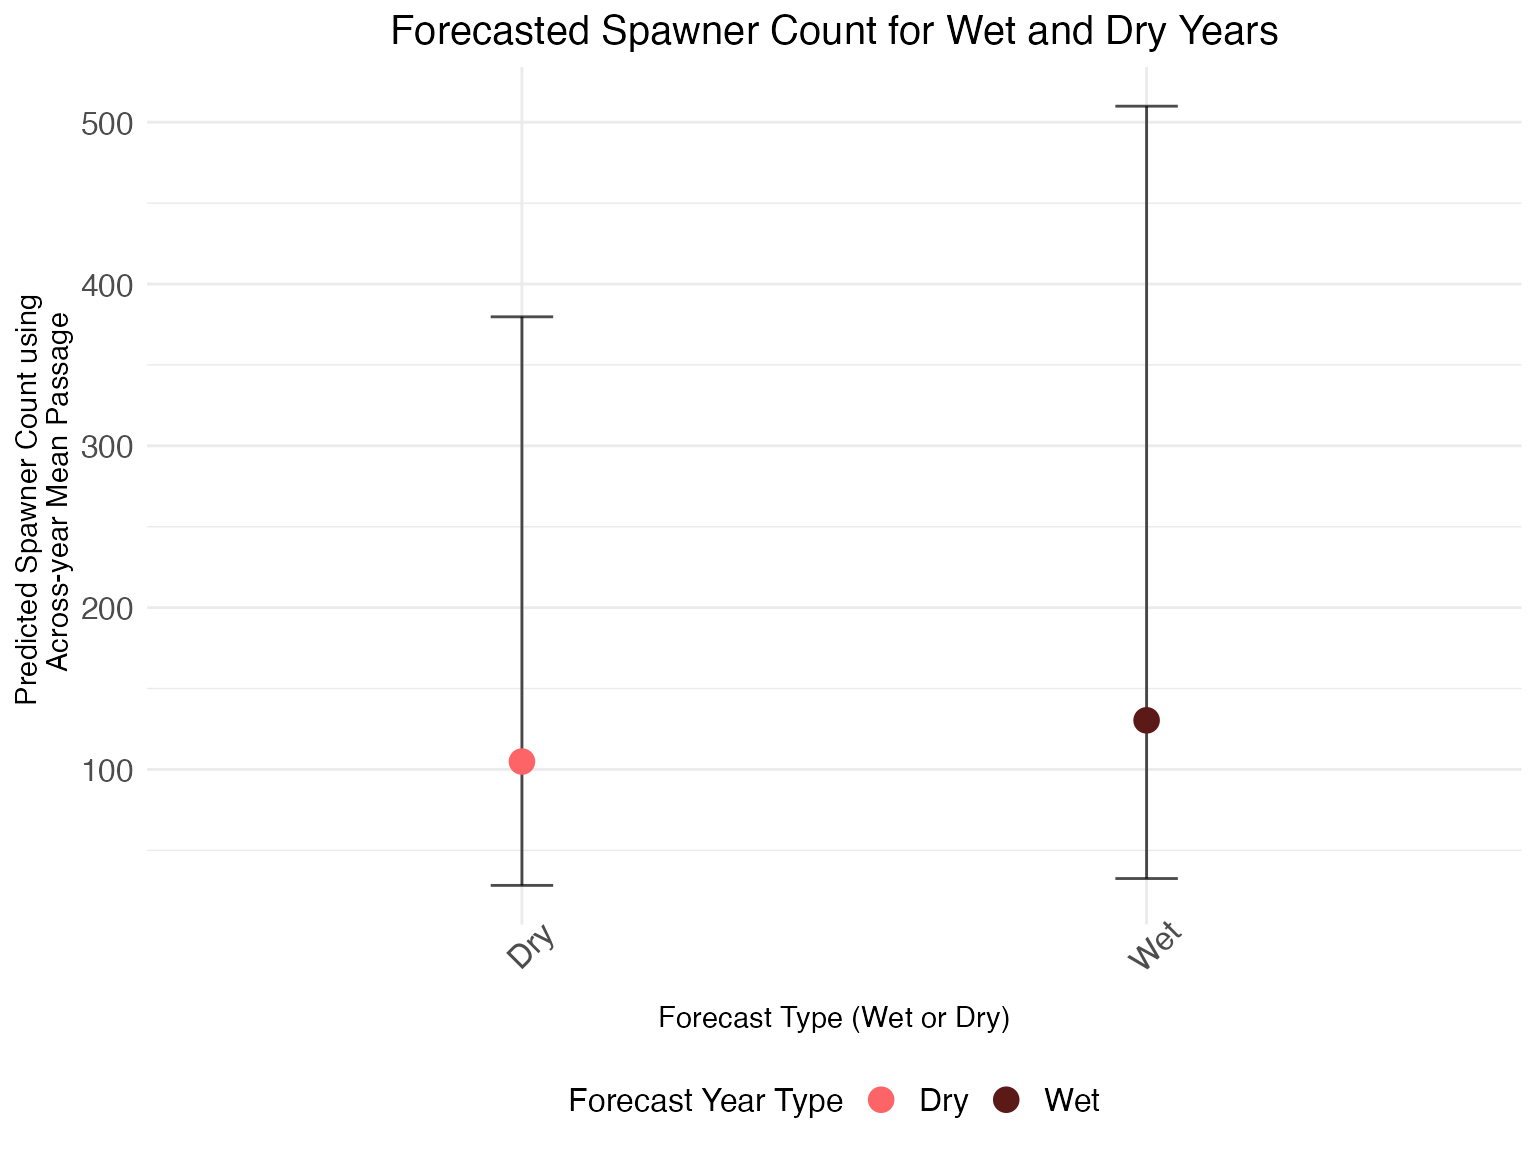 Forecasted Spawner Count for Wet and Dry Years
Predicted Spawner Count using
Across-year Mean Passage
500
400
300
200
100
Dry
Wet
Forecast Type (Wet or Dry)
Forecast Year Type
Dry
Wet